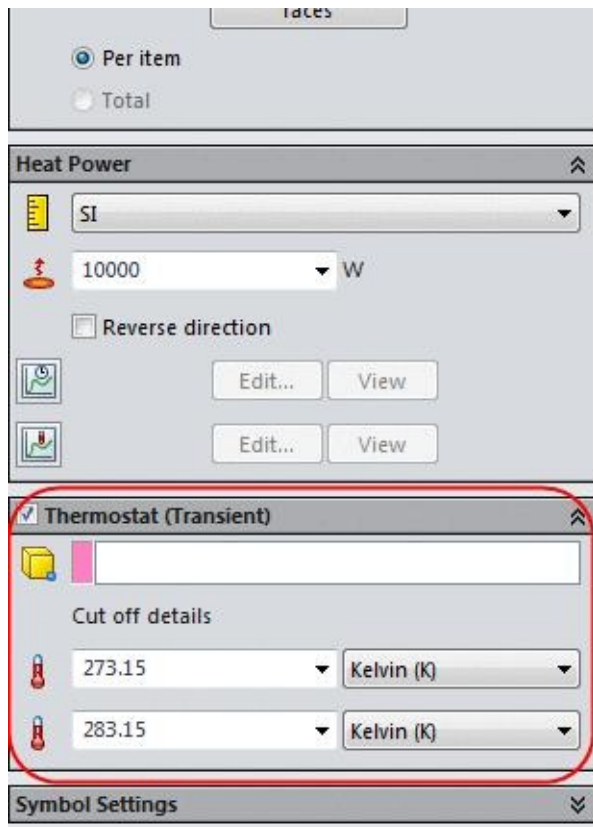 faces
Per item
Total
Heat Power
SI
10000 W
Reverse direction
Edit... View
Edit... View
Thermostat (Transient)
Cut off details
273.15 Kelvin (K)
283.15 Kelvin (K)
Symbol Settings